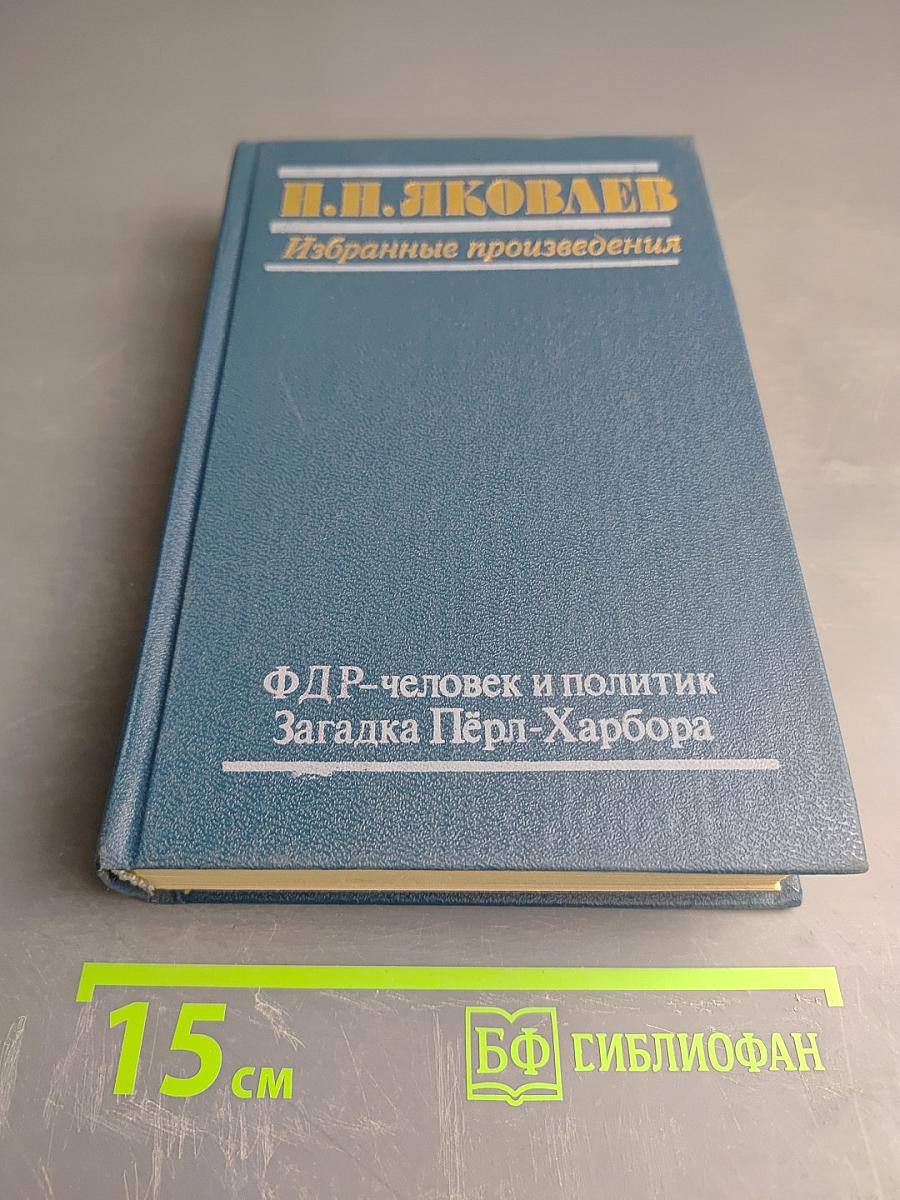 Н.Н.ЯКОВЛЕВ
Избранные произведения
ФДР-человек и политик
Загадка Пёрл-Харбора
15 см
БФ БИБЛИОФАН